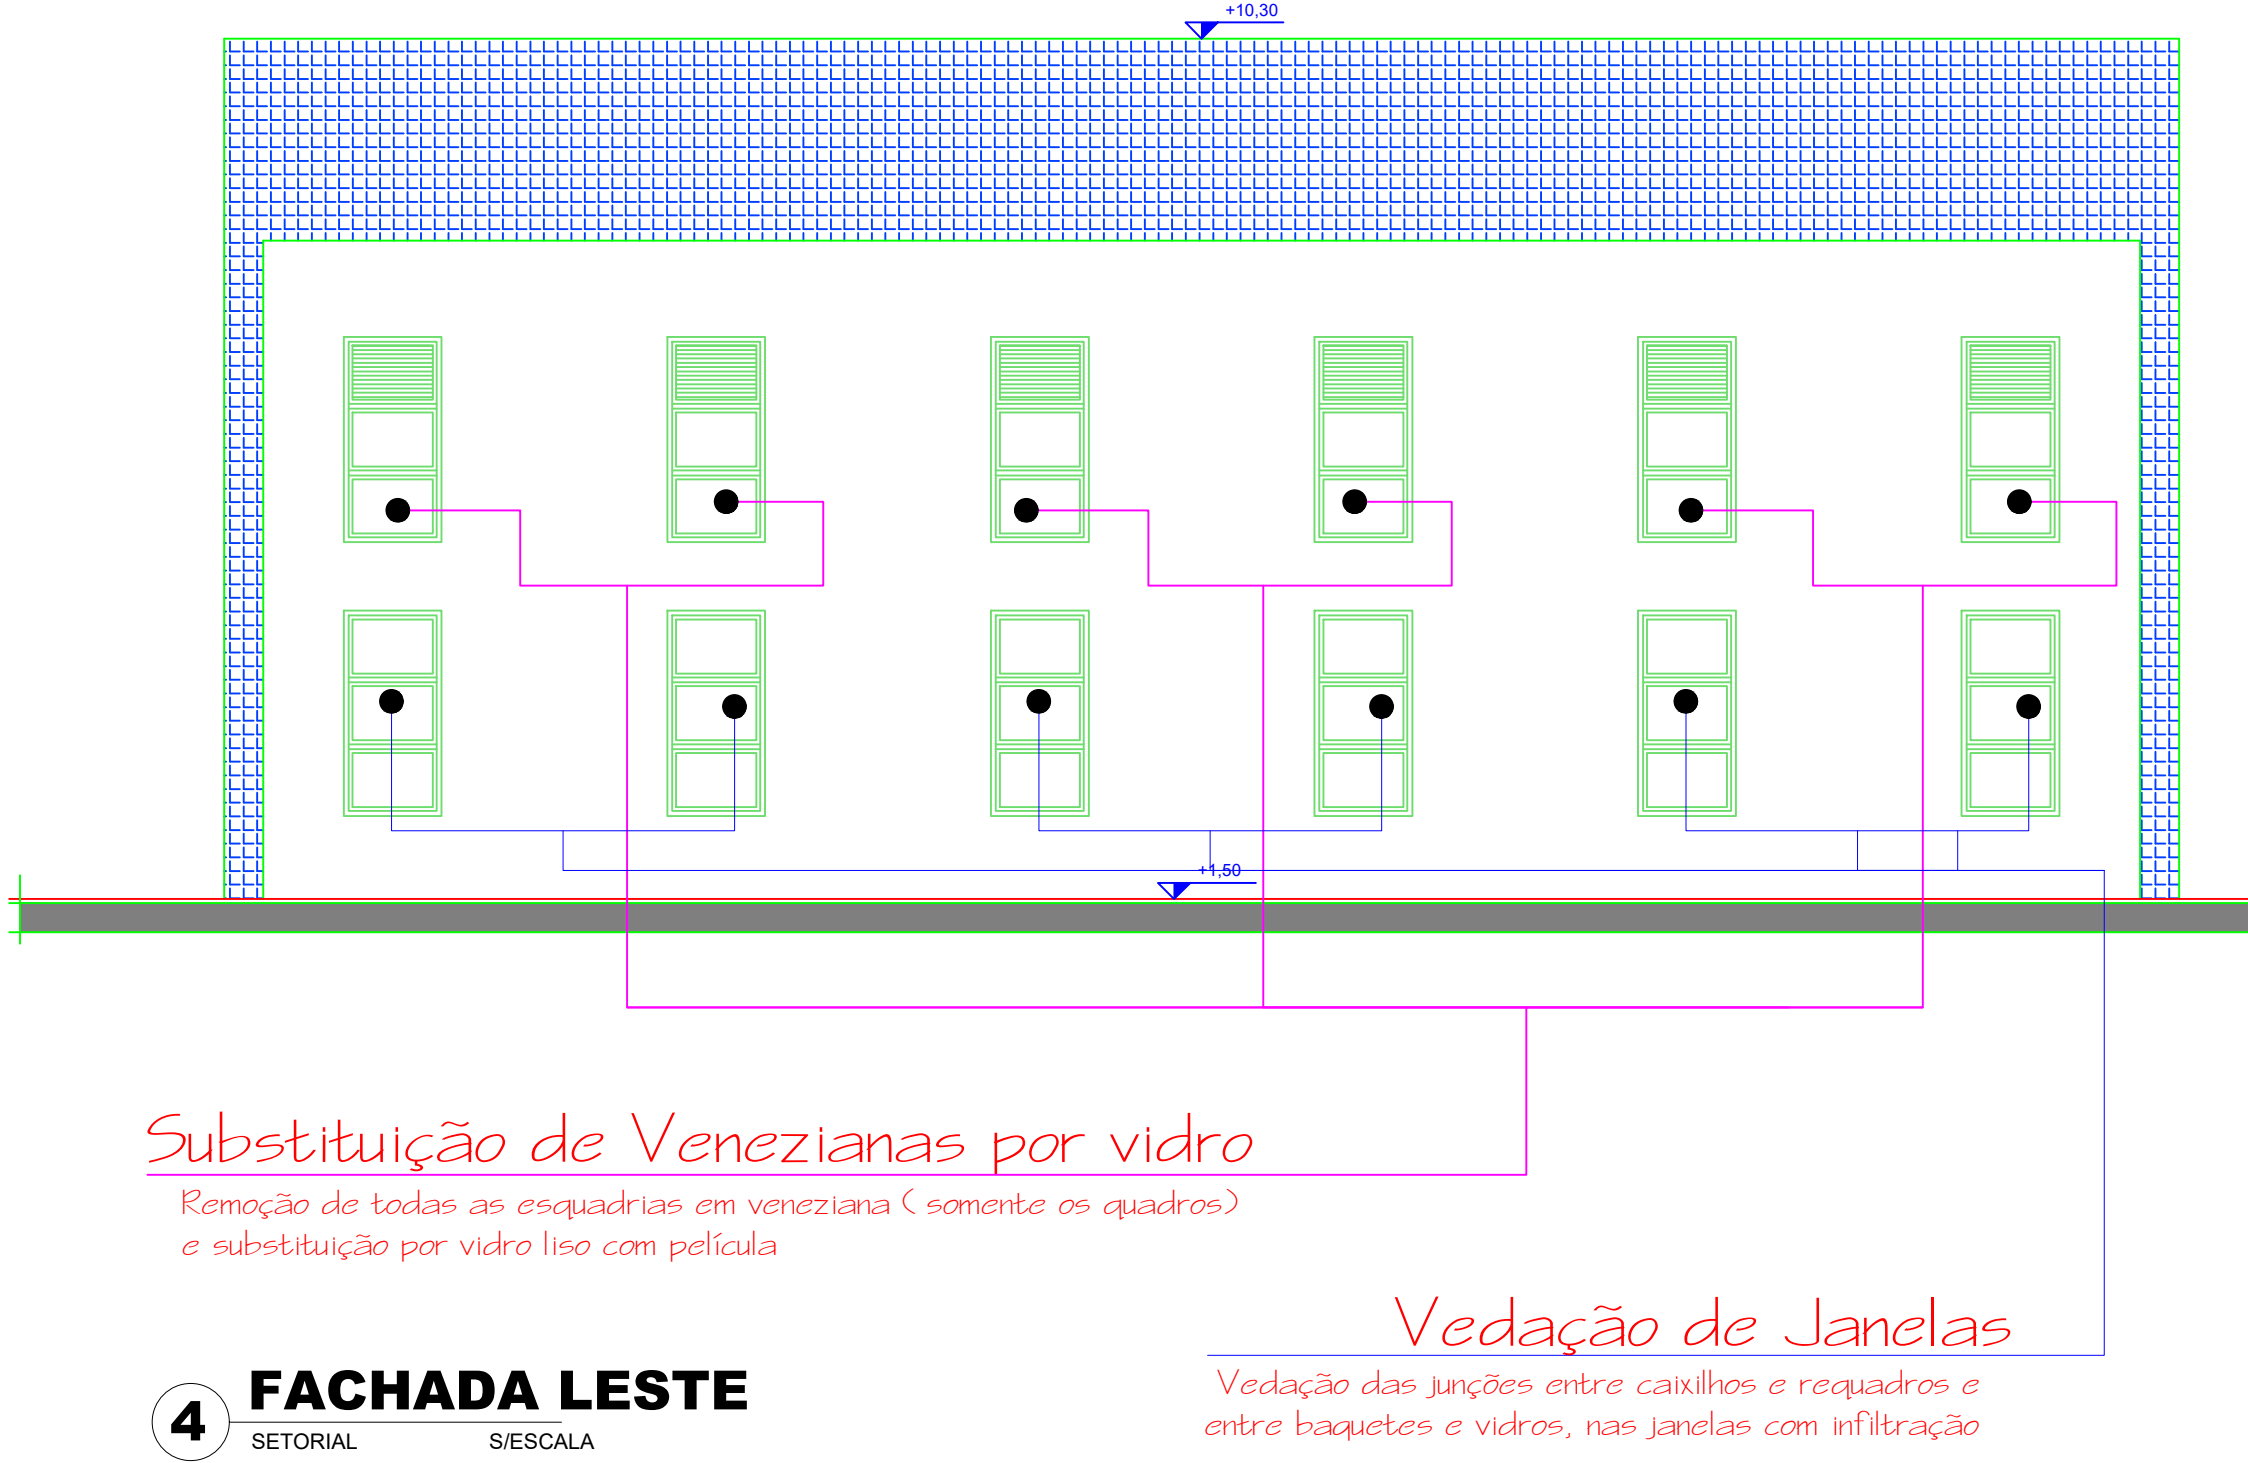 +10,30
+1,50
Substituição de Venezianas por vidro
Remoção de todas as esquadrias em veneziana ( somente os quadros)
e substituição por vidro liso com película
Vedação de Janelas
Vedação das junções entre caixilhos e requadros e
entre baquetes e vidros, nas janelas com infiltração
4 FACHADA LESTE
SETORIAL S/ESCALA